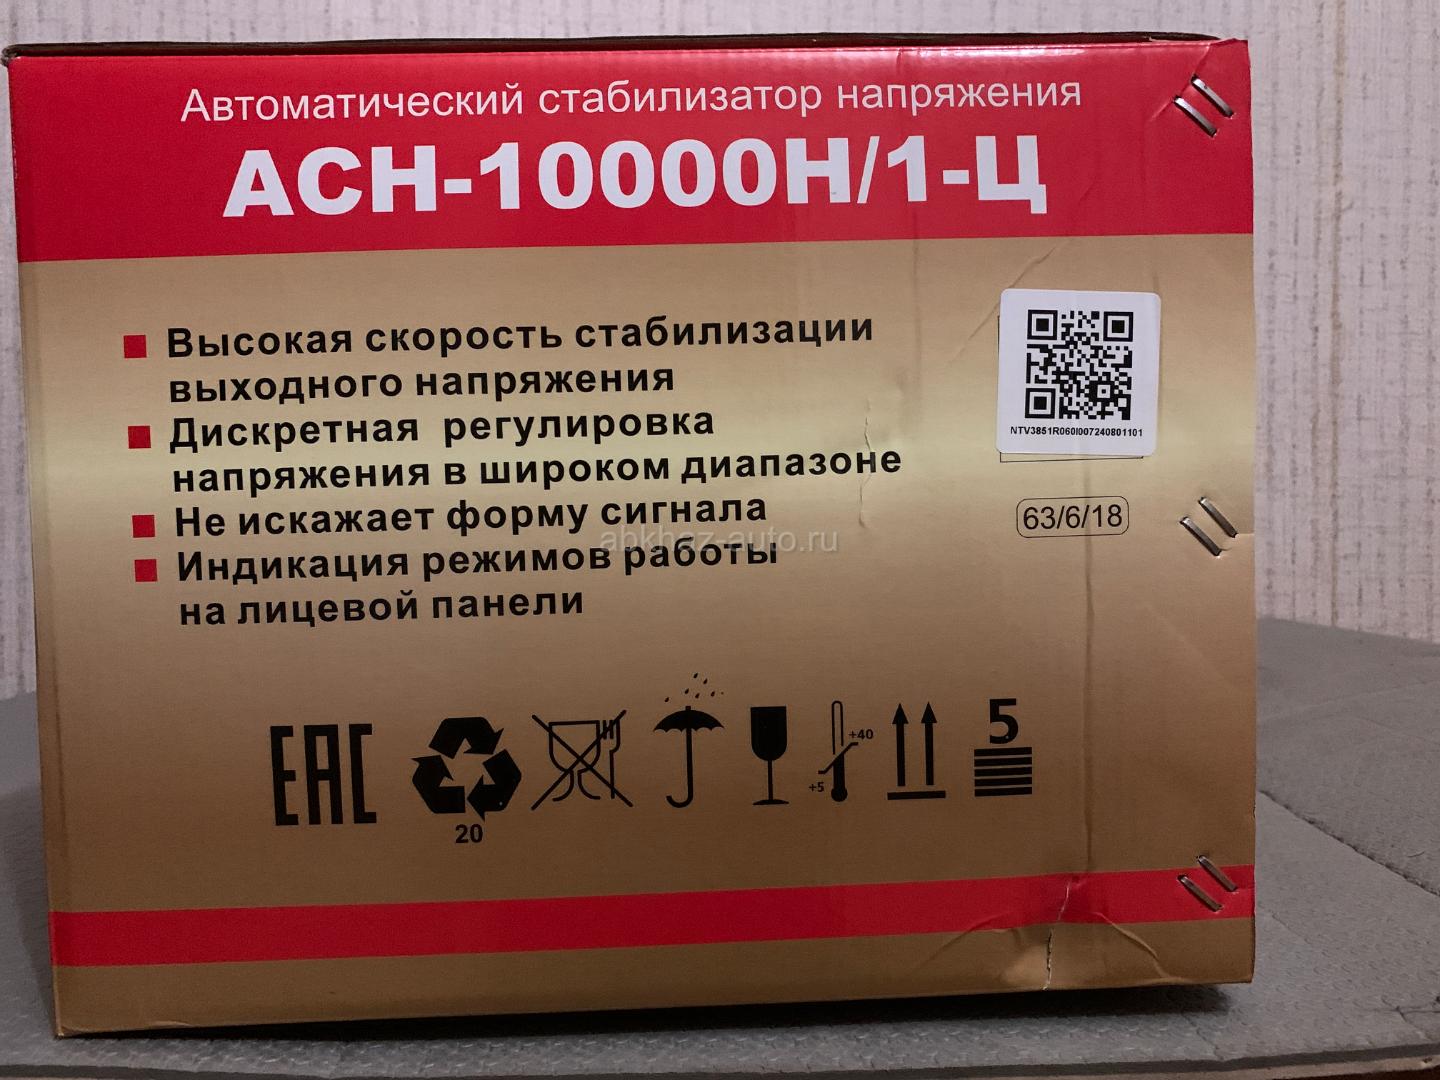 Автоматический стабилизатор напряжения
АСН-10000Н/1-Ц
Высокая скорость стабилизации
выходного напряжения
Дискретная регулировка
напряжения в широком диапазоне
Не искажает форму сигнала
Индикация режимов работы
на лицевой панели
NTV3851R060I007240801101
63/6/18
abkhaz-auto.ru
EAC
20
+40
+5
5